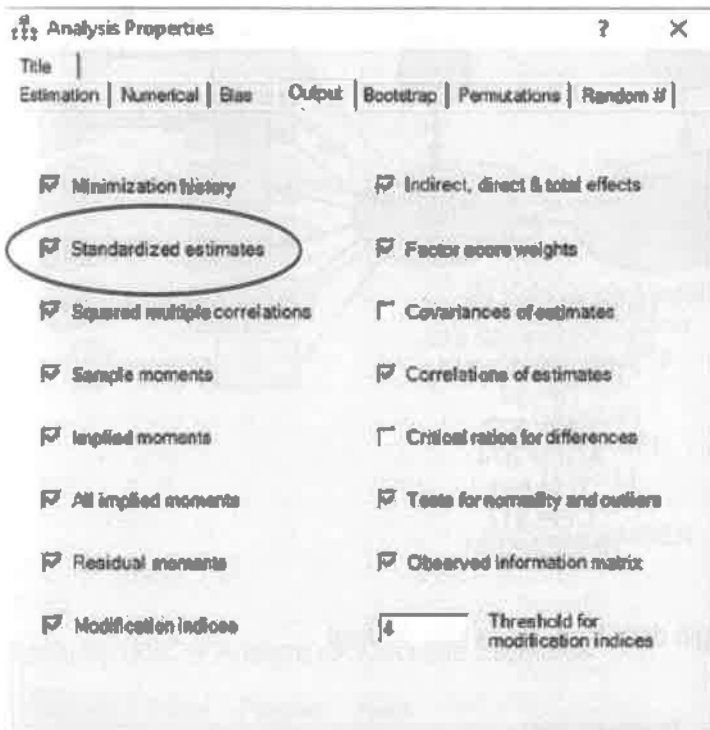 Analysis Properties ? ×
Title
Estimation Numerical Bias Output Bootstrap Permutations Random #
Minimization history
Standardized estimates
Squared multiple correlations
Sample moments
Implied moments
All implied moments
Residual moments
Modification indices
Indirect, direct & total effects
Factor score weights
Covariances of estimates
Correlations of estimates
Critical ratios for differences
Tests for normality and outliers
Observed information matrix
4 Threshold for
modification indices